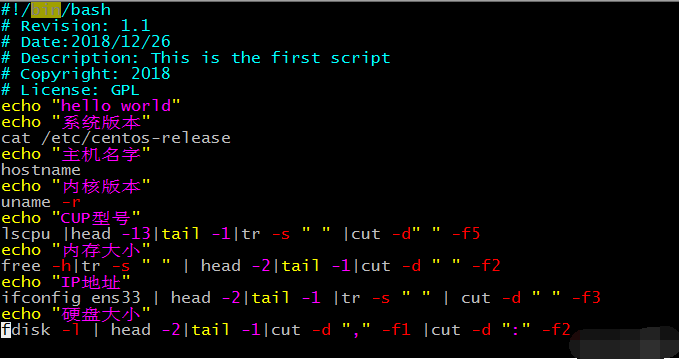 #!/bin/bash
# Revision: 1.1
# Date:2018/12/26
# Description: This is the first script
# Copyright: 2018
# License: GPL
echo "hello world"
echo "系统版本"
cat /etc/centos-release
echo "主机名字"
hostname
echo "内核版本"
uname -r
echo "CUP型号"
lscpu |head -13|tail -1|tr -s " " |cut -d" " -f5
echo "内存大小"
free -h|tr -s " " | head -2|tail -1|cut -d " " -f2
echo "IP地址"
ifconfig ens33 | head -2|tail -1 |tr -s " " | cut -d " " -f3
echo "硬盘大小"
fdisk -l | head -2|tail -1|cut -d "," -f1 |cut -d ":" -f2